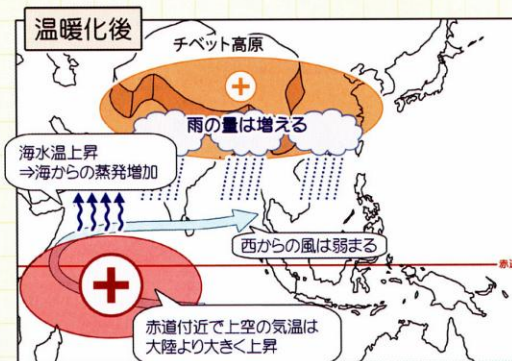 温暖化後
チベット高原
雨の量は増える
海水温上昇
⇒海からの蒸発増加
西からの風は弱まる
赤道付近で上空の気温は
大陸より大きく上昇